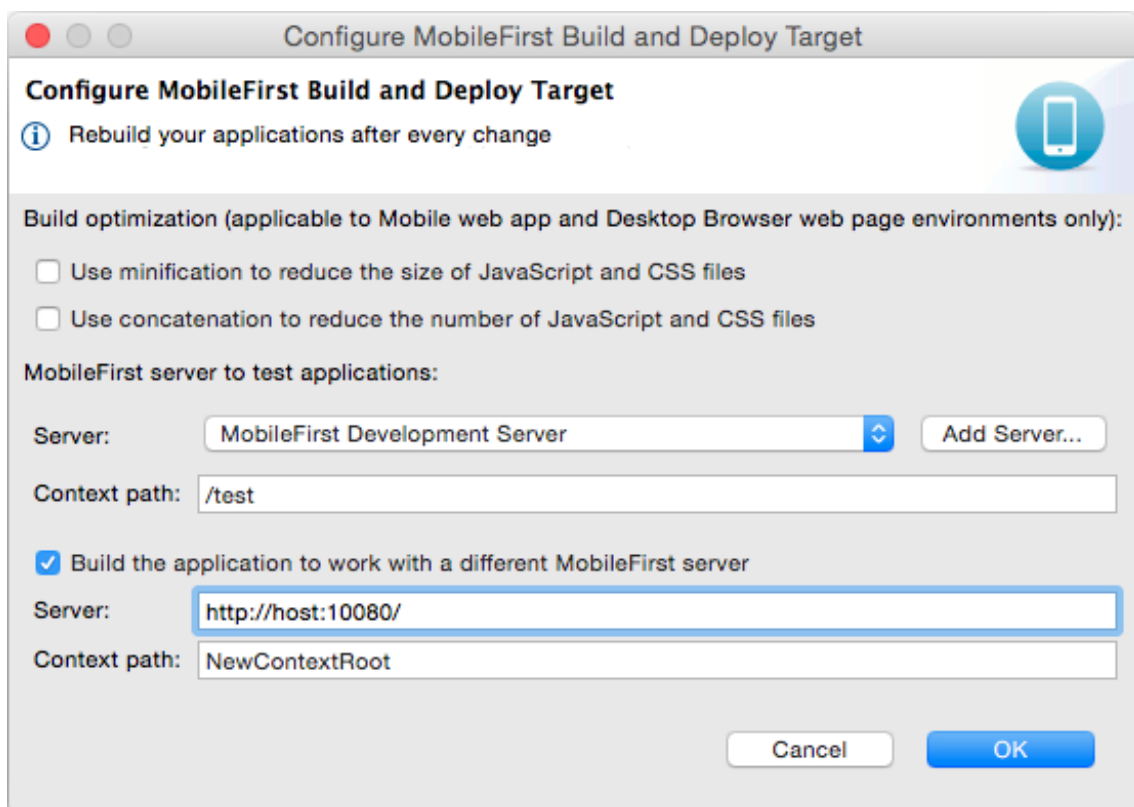 Configure MobileFirst Build and Deploy Target
Configure MobileFirst Build and Deploy Target
Rebuild your applications after every change
Build optimization (applicable to Mobile web app and Desktop Browser web page environments only):
Use minification to reduce the size of JavaScript and CSS files
Use concatenation to reduce the number of JavaScript and CSS files
MobileFirst server to test applications:
Server: MobileFirst Development Server Add Server...
Context path: /test
Build the application to work with a different MobileFirst server
Server: http://host:10080/
Context path: NewContextRoot
Cancel OK